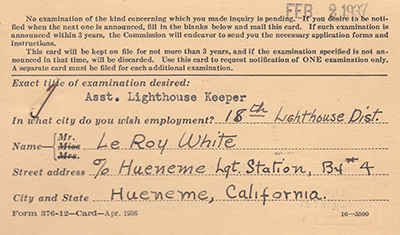 FEB 2 1937
No examination of the kind concerning which you made inquiry is pending. If you desire to be noti-
fied when the next one is announced, fill in the blanks below and mail this card. If such examination is
announced within 3 years, the Commission will endeavor to send you the necessary application forms and
instructions.
This card will be kept on file for not more than 3 years, and if the examination specified is not an-
nounced in that time, will be discarded. Use this card to request notification of ONE examination only.
A separate card must be filed for each additional examination.
Exact title of examination desired:
Asst. Lighthouse Keeper
In what city do you wish employment? 18th Lighthouse Dist.
Name Mr. Miss Mrs. Le Roy White
Street address % Hueneme Lgt. Station, Bx #4
City and State Hueneme, California.
Form 376-12—Card—Apr. 1936 16—3590